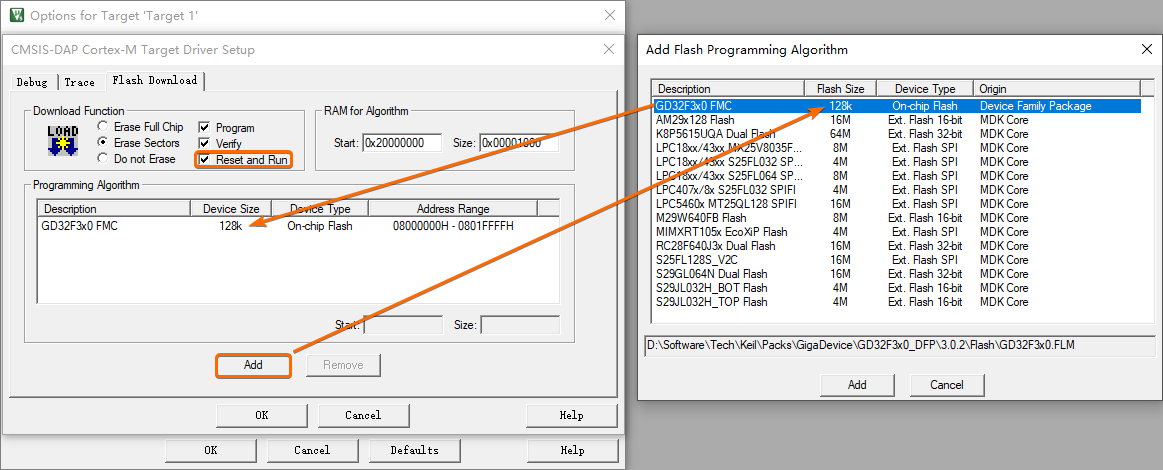 Options for Target 'Target 1'
CMSIS-DAP Cortex-M Target Driver Setup
Debug Trace Flash Download
Download Function
LOAD
Erase Full Chip
Erase Sectors
Do not Erase
Program
Verify
Reset and Run
RAM for Algorithm
Start: 0x20000000 Size: 0x00001000
Programming Algorithm
Description Device Size Device Type Address Range
GD32F3x0 FMC 128k On-chip Flash 08000000H - 0801FFFFH
Start: Size:
Add Remove
OK Cancel Help
OK Cancel Defaults Help
Add Flash Programming Algorithm
Description Flash Size Device Type Origin
GD32F3x0 FMC 128k On-chip Flash Device Family Package
AM29x128 Flash 16M Ext. Flash 16-bit MDK Core
K8P5615UQA Dual Flash 64M Ext. Flash 32-bit MDK Core
LPC18xx/43xx MX25V8035F... 8M Ext. Flash SPI MDK Core
LPC18xx/43xx S25FL032 SP... 4M Ext. Flash SPI MDK Core
LPC18xx/43xx S25FL064 SP... 8M Ext. Flash SPI MDK Core
LPC407x/8x S25FL032 SPIFI 4M Ext. Flash SPI MDK Core
LPC5460x MT25QL128 SPIFI 16M Ext. Flash SPI MDK Core
M29W640FB Flash 8M Ext. Flash 16-bit MDK Core
MIMXRT105x EcoXiP Flash 4M Ext. Flash SPI MDK Core
RC28F640J3x Dual Flash 16M Ext. Flash 32-bit MDK Core
S25FL128S_V2C 16M Ext. Flash SPI MDK Core
S29GL064N Dual Flash 16M Ext. Flash 32-bit MDK Core
S29JL032H_BOT Flash 4M Ext. Flash 16-bit MDK Core
S29JL032H_TOP Flash 4M Ext. Flash 16-bit MDK Core
D:\Software\Tech\Keil\Packs\GigaDevice\GD32F3x0_DFP\3.0.2\Flash\GD32F3x0.FLM
Add Cancel